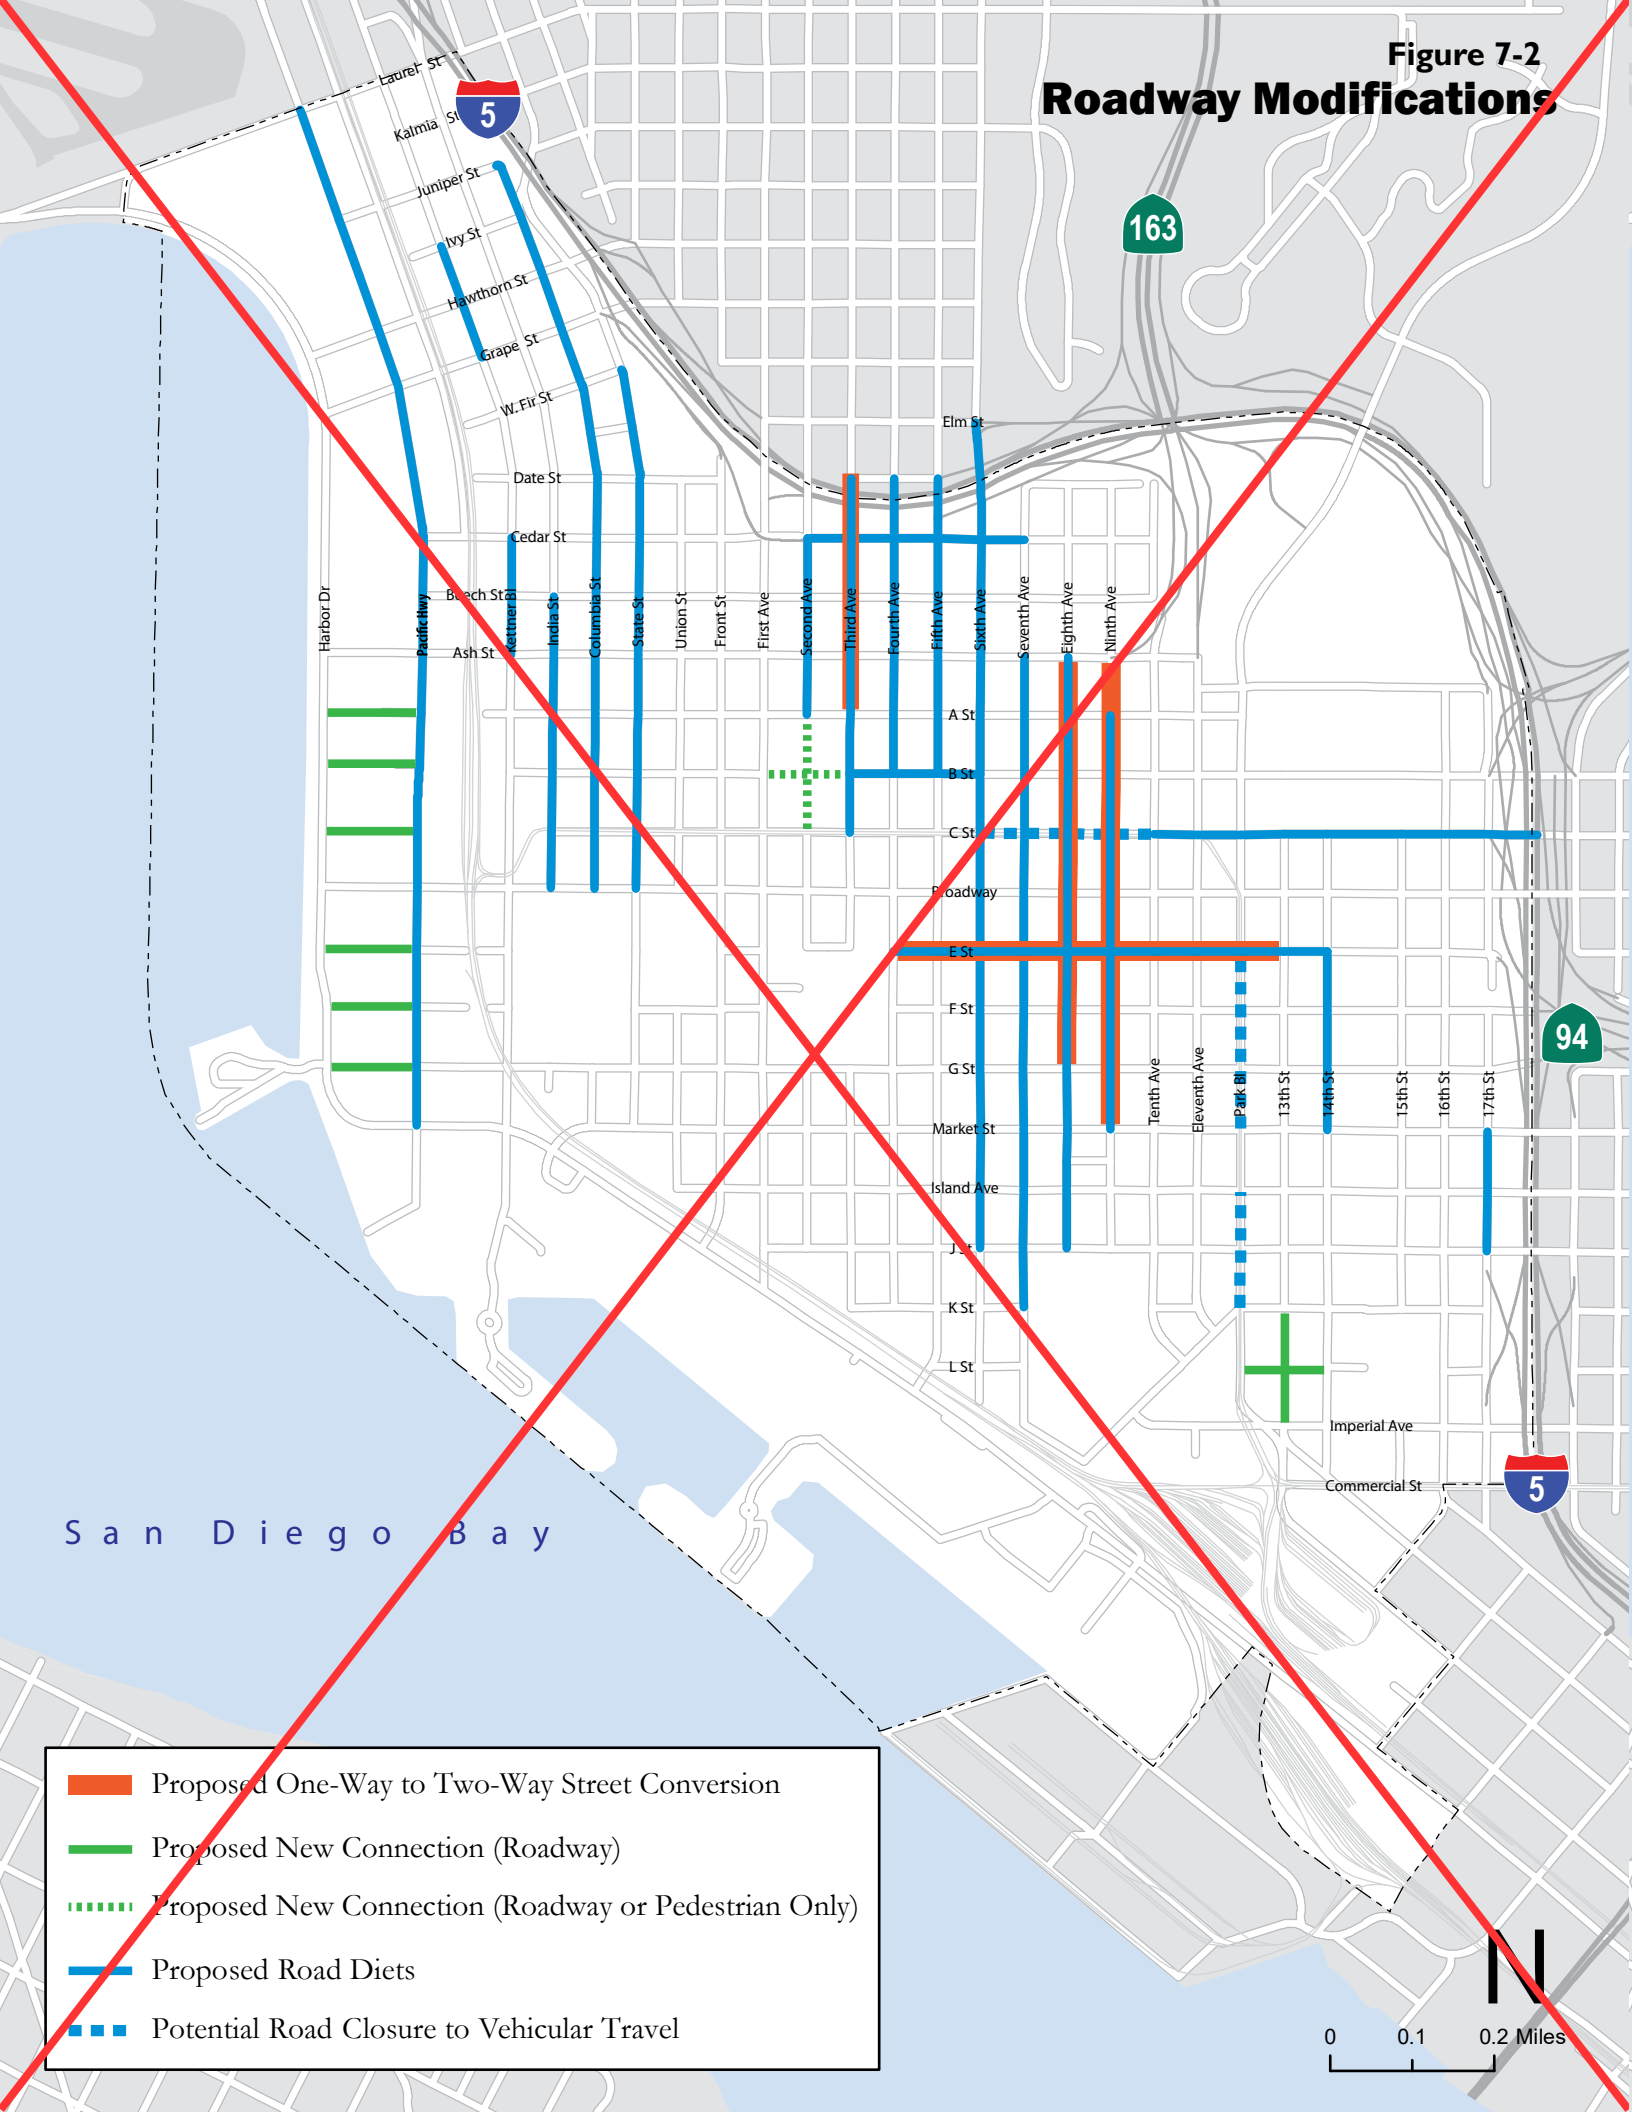 Figure 7-2
Roadway Modifications
Laurel St
5
Kalmia St
Juniper St
163
Ivy St
Hawthorn St
Grape St
W. Fir St
Elm St
Date St
Cedar St
Beech St
Ash St
Harbor Dr
Pacific Hwy
Kettner Bl
India St
Columbia St
State St
Union St
Front St
First Ave
Second Ave
Third Ave
Fourth Ave
Fifth Ave
Sixth Ave
Seventh Ave
Eighth Ave
Ninth Ave
A St
B St
C St
Broadway
E St
F St
94
G St
Tenth Ave
Eleventh Ave
Park Bl
13th St
14th St
15th St
16th St
17th St
Market St
Island Ave
J St
K St
L St
Imperial Ave
Commercial St
5
San Diego Bay
Proposed One-Way to Two-Way Street Conversion
Proposed New Connection (Roadway)
Proposed New Connection (Roadway or Pedestrian Only)
Proposed Road Diets
Potential Road Closure to Vehicular Travel
N
0 0.1 0.2 Miles